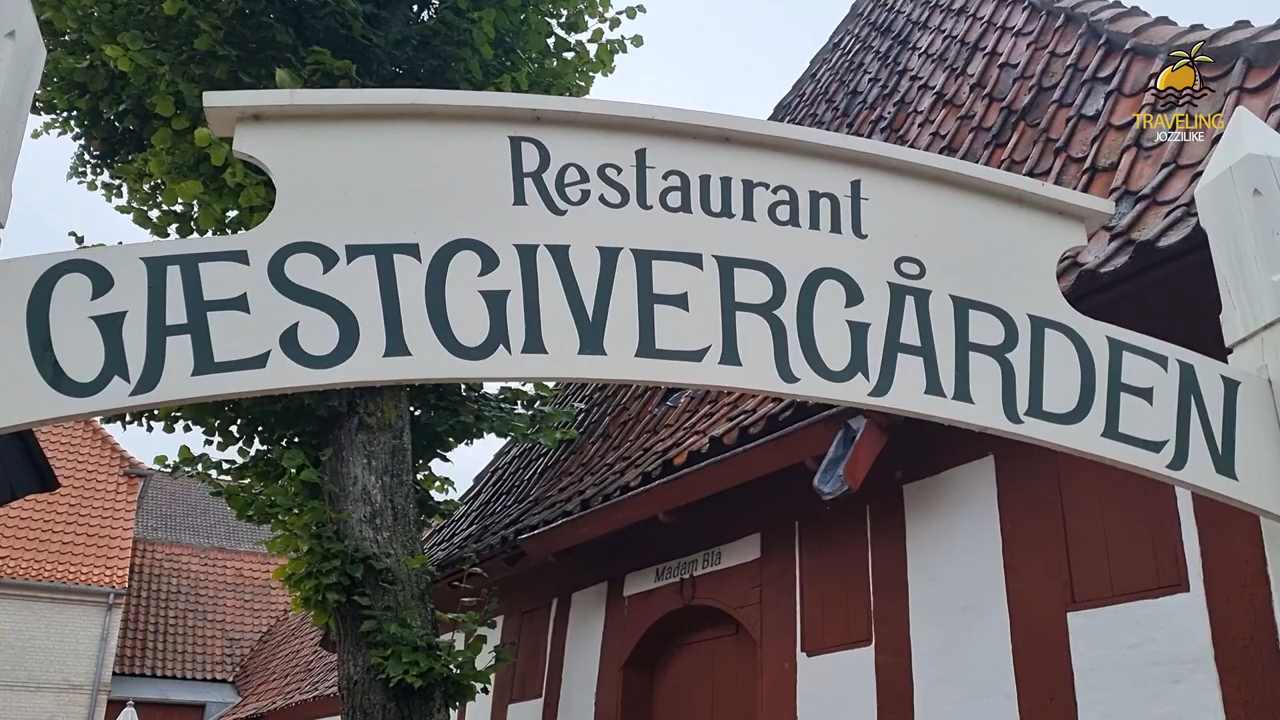 TRAVELING
JOZZILIKE
Restaurant
GÆSTGIVERGÅRDEN
Madam Blå